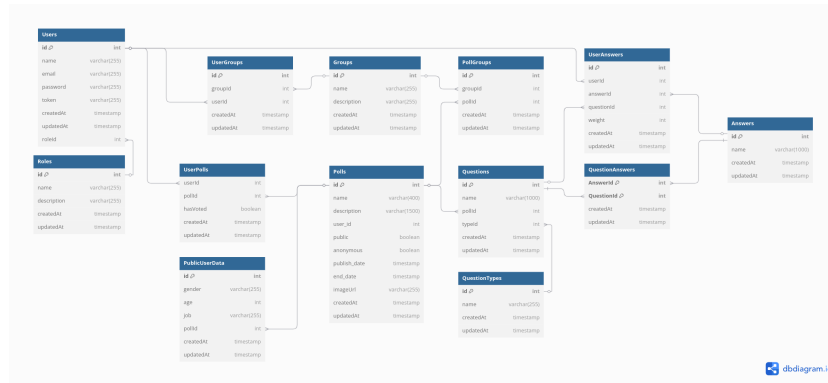 Users
id int
name varchar(255)
email varchar(255)
password varchar(255)
token varchar(255)
createdAt timestamp
updatedAt timestamp
roleId int
Roles
id int
name varchar(255)
description varchar(255)
createdAt timestamp
updatedAt timestamp
UserGroups
id int
groupId int
userId int
createdAt timestamp
updatedAt timestamp
UserPolls
userId int
pollId int
hasVoted boolean
createdAt timestamp
updatedAt timestamp
PublicUserData
id int
gender varchar(255)
age int
job varchar(255)
pollId int
createdAt timestamp
updatedAt timestamp
Groups
id int
name varchar(255)
description varchar(255)
createdAt timestamp
updatedAt timestamp
Polls
id int
name varchar(400)
description varchar(1500)
user_id int
public boolean
anonymous boolean
publish_date timestamp
end_date timestamp
imageUrl varchar(255)
createdAt timestamp
updatedAt timestamp
PollGroups
id int
groupId int
pollId int
createdAt timestamp
updatedAt timestamp
Questions
id int
name varchar(1000)
pollId int
typeId int
createdAt timestamp
updatedAt timestamp
QuestionTypes
id int
name varchar(255)
createdAt timestamp
updatedAt timestamp
UserAnswers
id int
userId int
answerId int
questionId int
weight int
createdAt timestamp
updatedAt timestamp
QuestionAnswers
AnswerId int
QuestionId int
createdAt timestamp
updatedAt timestamp
Answers
id int
name varchar(1000)
createdAt timestamp
updatedAt timestamp
dbdiagram.i